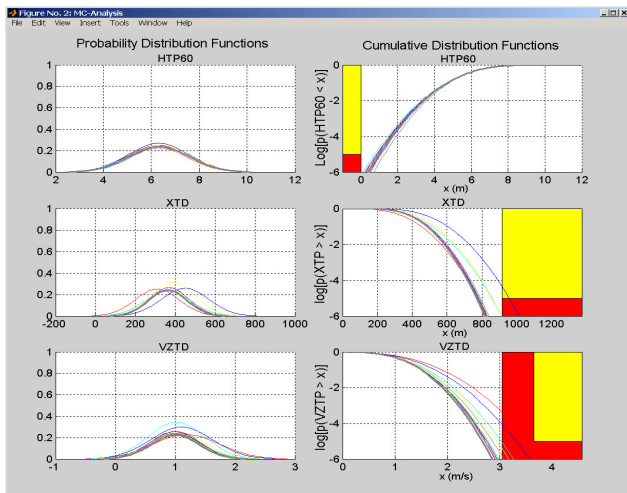 Figure No. 2: MC-Analysis
File Edit View Insert Tools Window Help
Probability Distribution Functions
Cumulative Distribution Functions
HTP60
1
0.8
0.6
0.4
0.2
0
2 4 6 8 10 12
HTP60
Log[p(HTP60 < x)]
0
-2
-4
-6
0 2 4 6 8 10 12
x (m)
XTD
1
0.8
0.6
0.4
0.2
0
-200 0 200 400 600 800 1000
XTD
log[p(XTP > x)]
0
-2
-4
-6
0 200 400 600 800 1000 1200
x (m)
VZTD
1
0.8
0.6
0.4
0.2
0
-1 0 1 2 3
VZTD
log[p(VZTP > x)]
0
-2
-4
-6
0 1 2 3 4
x (m/s)